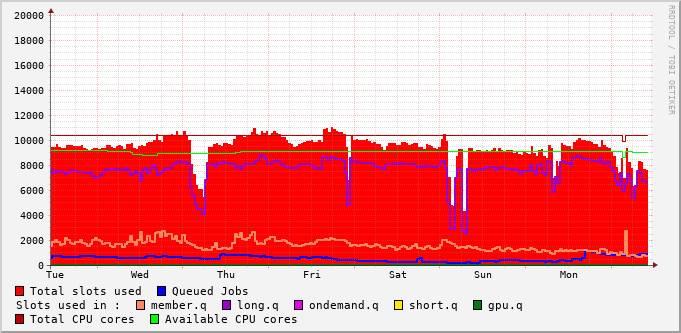 20000
18000
16000
14000
12000
10000
8000
6000
4000
2000
0
Tue Wed Thu Fri Sat Sun Mon
Total slots used Queued Jobs
Slots used in : member.q long.q ondemand.q short.q gpu.q
Total CPU cores Available CPU cores
RRDTOOL / TOBI OETIKER